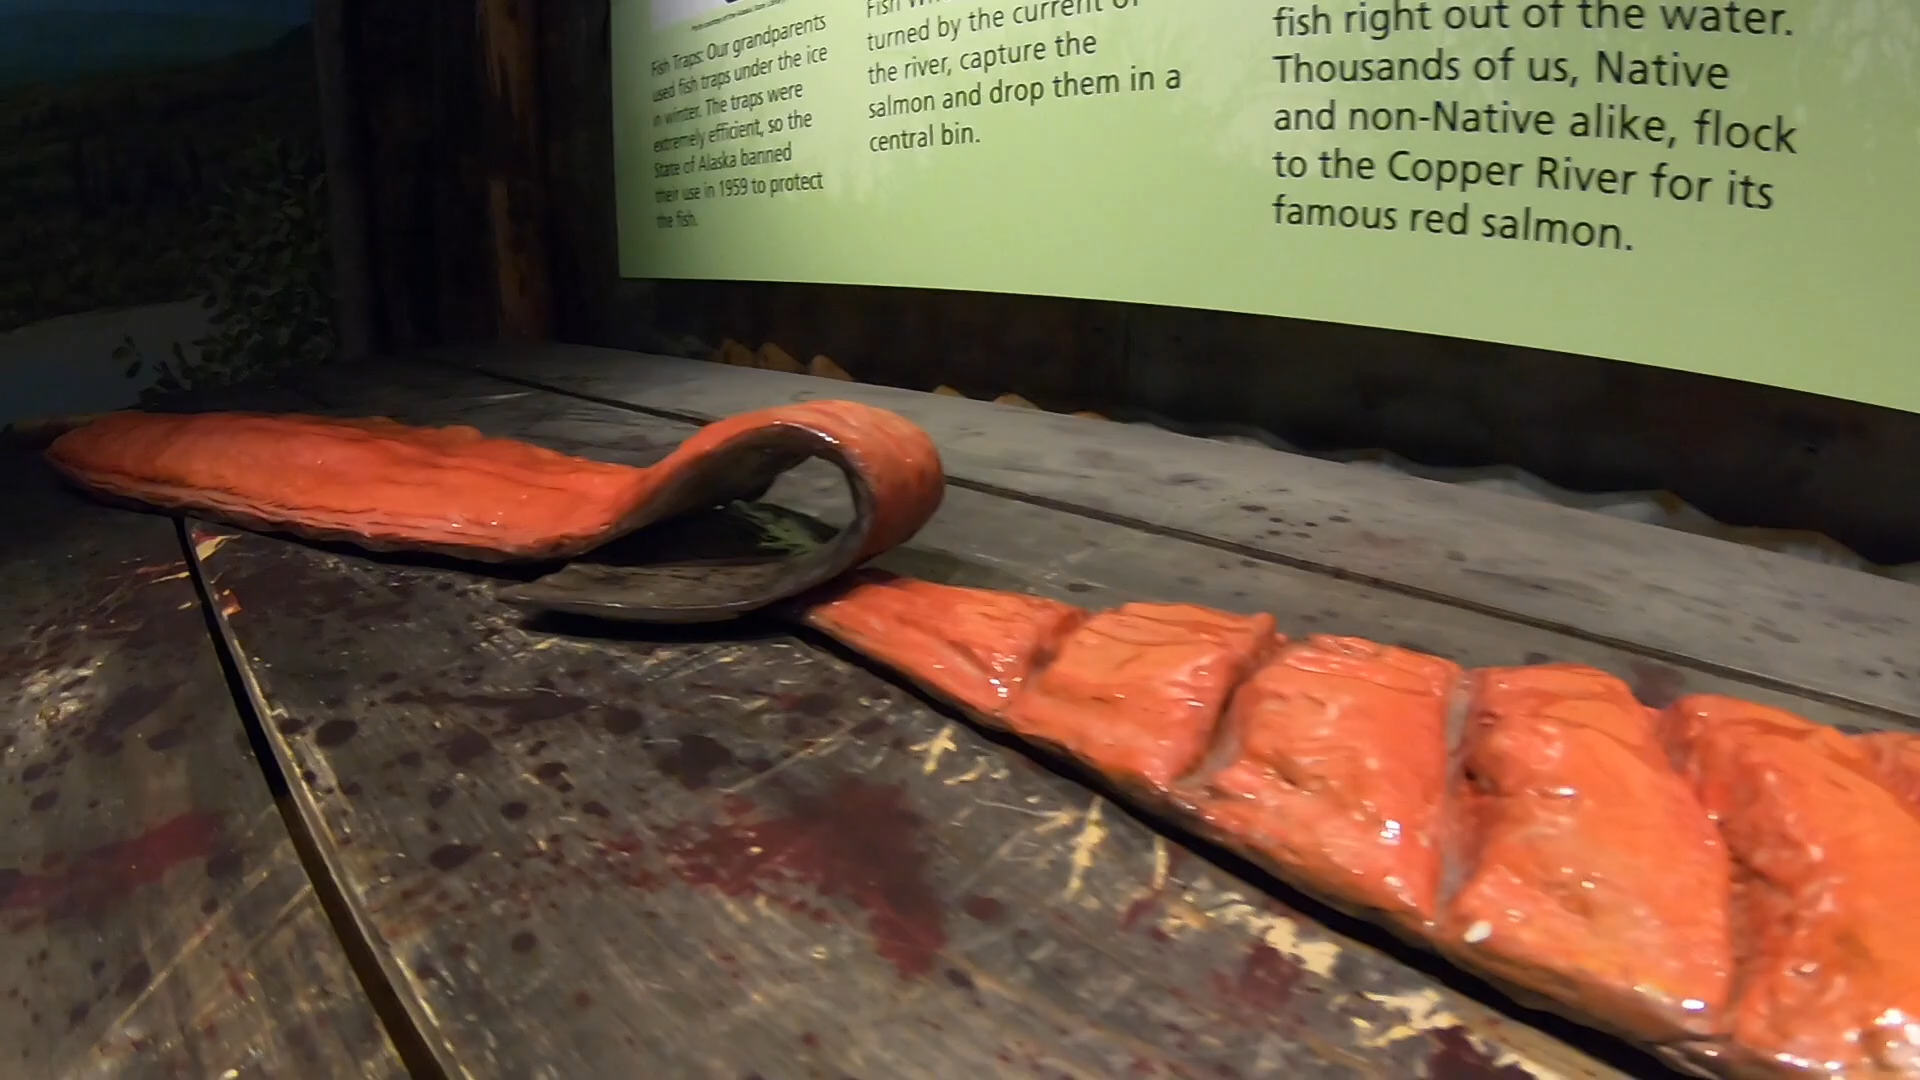 Fish Traps: Our grandparents
used fish traps under the ice
in winter. The traps were
extremely efficient, so the
State of Alaska banned
their use in 1959 to protect
the fish.
Fish
turned by the current of
the river, capture the
salmon and drop them in a
central bin.
fish right out of the water.
Thousands of us, Native
and non-Native alike, flock
to the Copper River for its
famous red salmon.